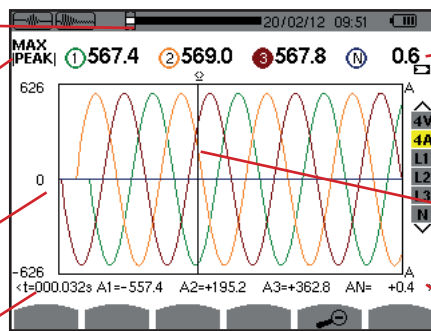 20/02/12 09:51
MAX
|PEAK| 1 567.4 2 569.0 3 567.8 N 0.6
626 A
4V
4A
L1
L2
L3
N
0
-626 A
<t=000.032s A1=-557.4 A2=+195.2 A3=+362.8 AN= +0.4